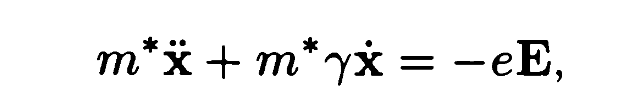 m*ẍ + m*γẋ = −eE,